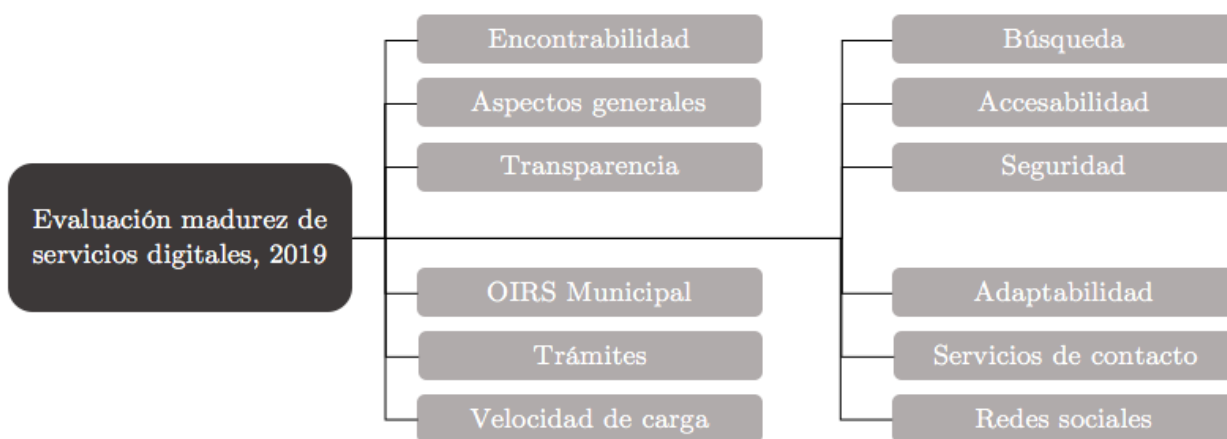 Evaluación madurez de
servicios digitales, 2019
Encontrabilidad
Aspectos generales
Transparencia
OIRS Municipal
Trámites
Velocidad de carga
Búsqueda
Accesabilidad
Seguridad
Adaptabilidad
Servicios de contacto
Redes sociales